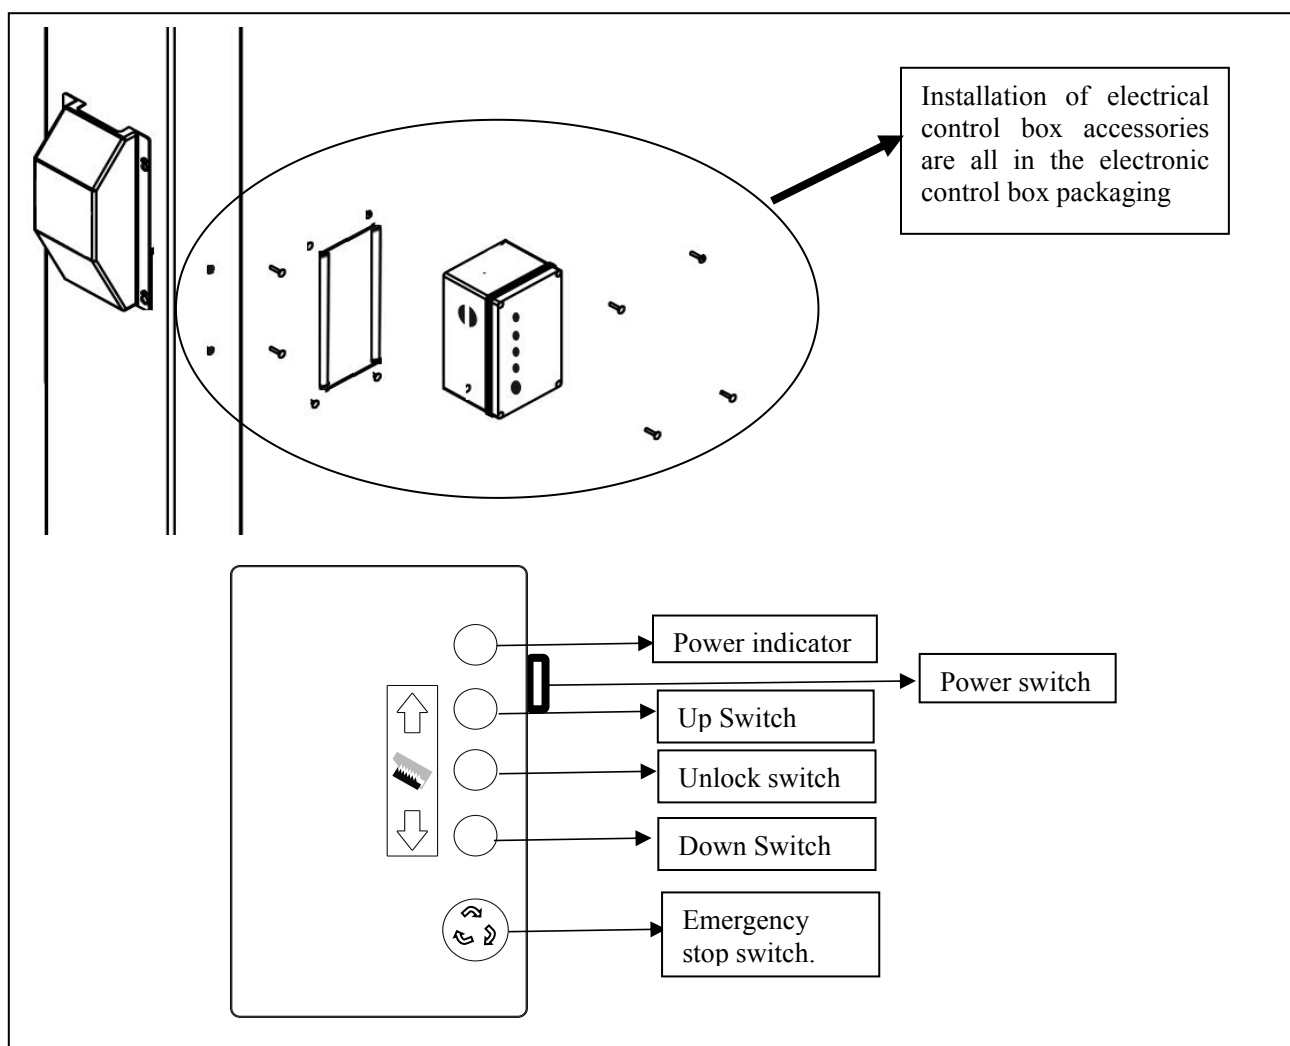 Installation of electrical
control box accessories
are all in the electronic
control box packaging
Power indicator
Power switch
Up Switch
Unlock switch
Down Switch
Emergency
stop switch.